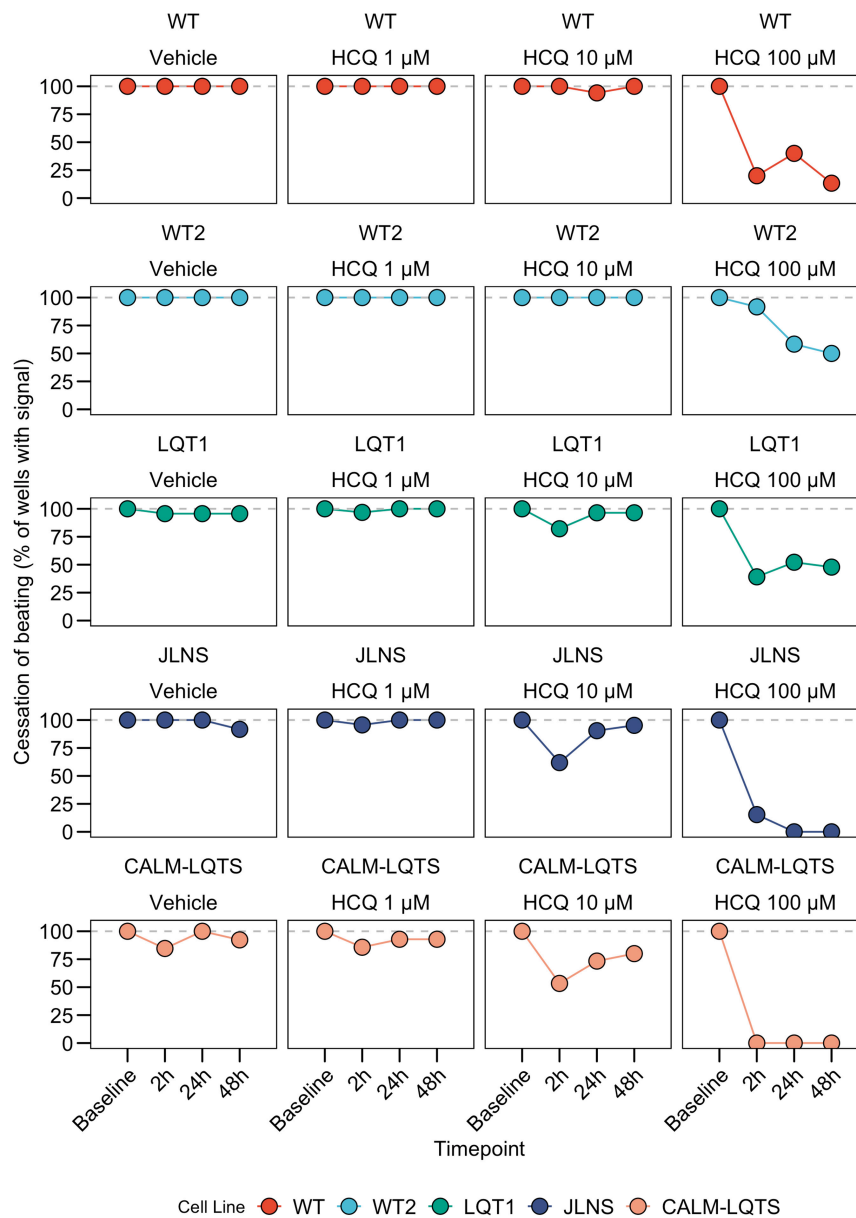 WT WT WT WT
Vehicle HCQ 1 µM HCQ 10 µM HCQ 100 µM
100
75
50
25
0
WT2 WT2 WT2 WT2
Vehicle HCQ 1 µM HCQ 10 µM HCQ 100 µM
100
75
50
25
0
Cessation of beating (% of wells with signal)
LQT1 LQT1 LQT1 LQT1
Vehicle HCQ 1 µM HCQ 10 µM HCQ 100 µM
100
75
50
25
0
JLNS JLNS JLNS JLNS
Vehicle HCQ 1 µM HCQ 10 µM HCQ 100 µM
100
75
50
25
0
CALM-LQTS CALM-LQTS CALM-LQTS CALM-LQTS
Vehicle HCQ 1 µM HCQ 10 µM HCQ 100 µM
100
75
50
25
0
Baseline 2h 24h 48h Baseline 2h 24h 48h Baseline 2h 24h 48h Baseline 2h 24h 48h
Timepoint
Cell Line WT WT2 LQT1 JLNS CALM-LQTS